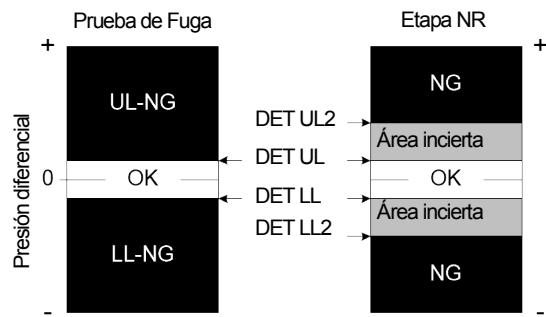 Prueba de Fuga
Etapa NR
+
+
UL-NG
NG
DET UL2
Área incierta
DET UL
Presión diferencial
0
OK
OK
DET LL
Área incierta
DET LL2
LL-NG
NG
-
-